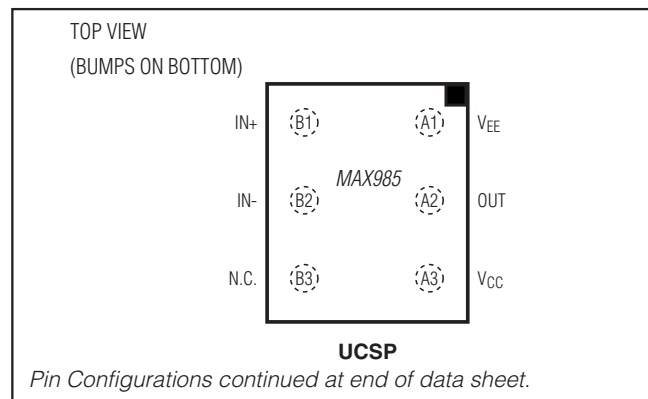 TOP VIEW
(BUMPS ON BOTTOM)
IN+ B1 A1 VEE
MAX985
IN- B2 A2 OUT
N.C. B3 A3 VCC
UCSP
Pin Configurations continued at end of data sheet.